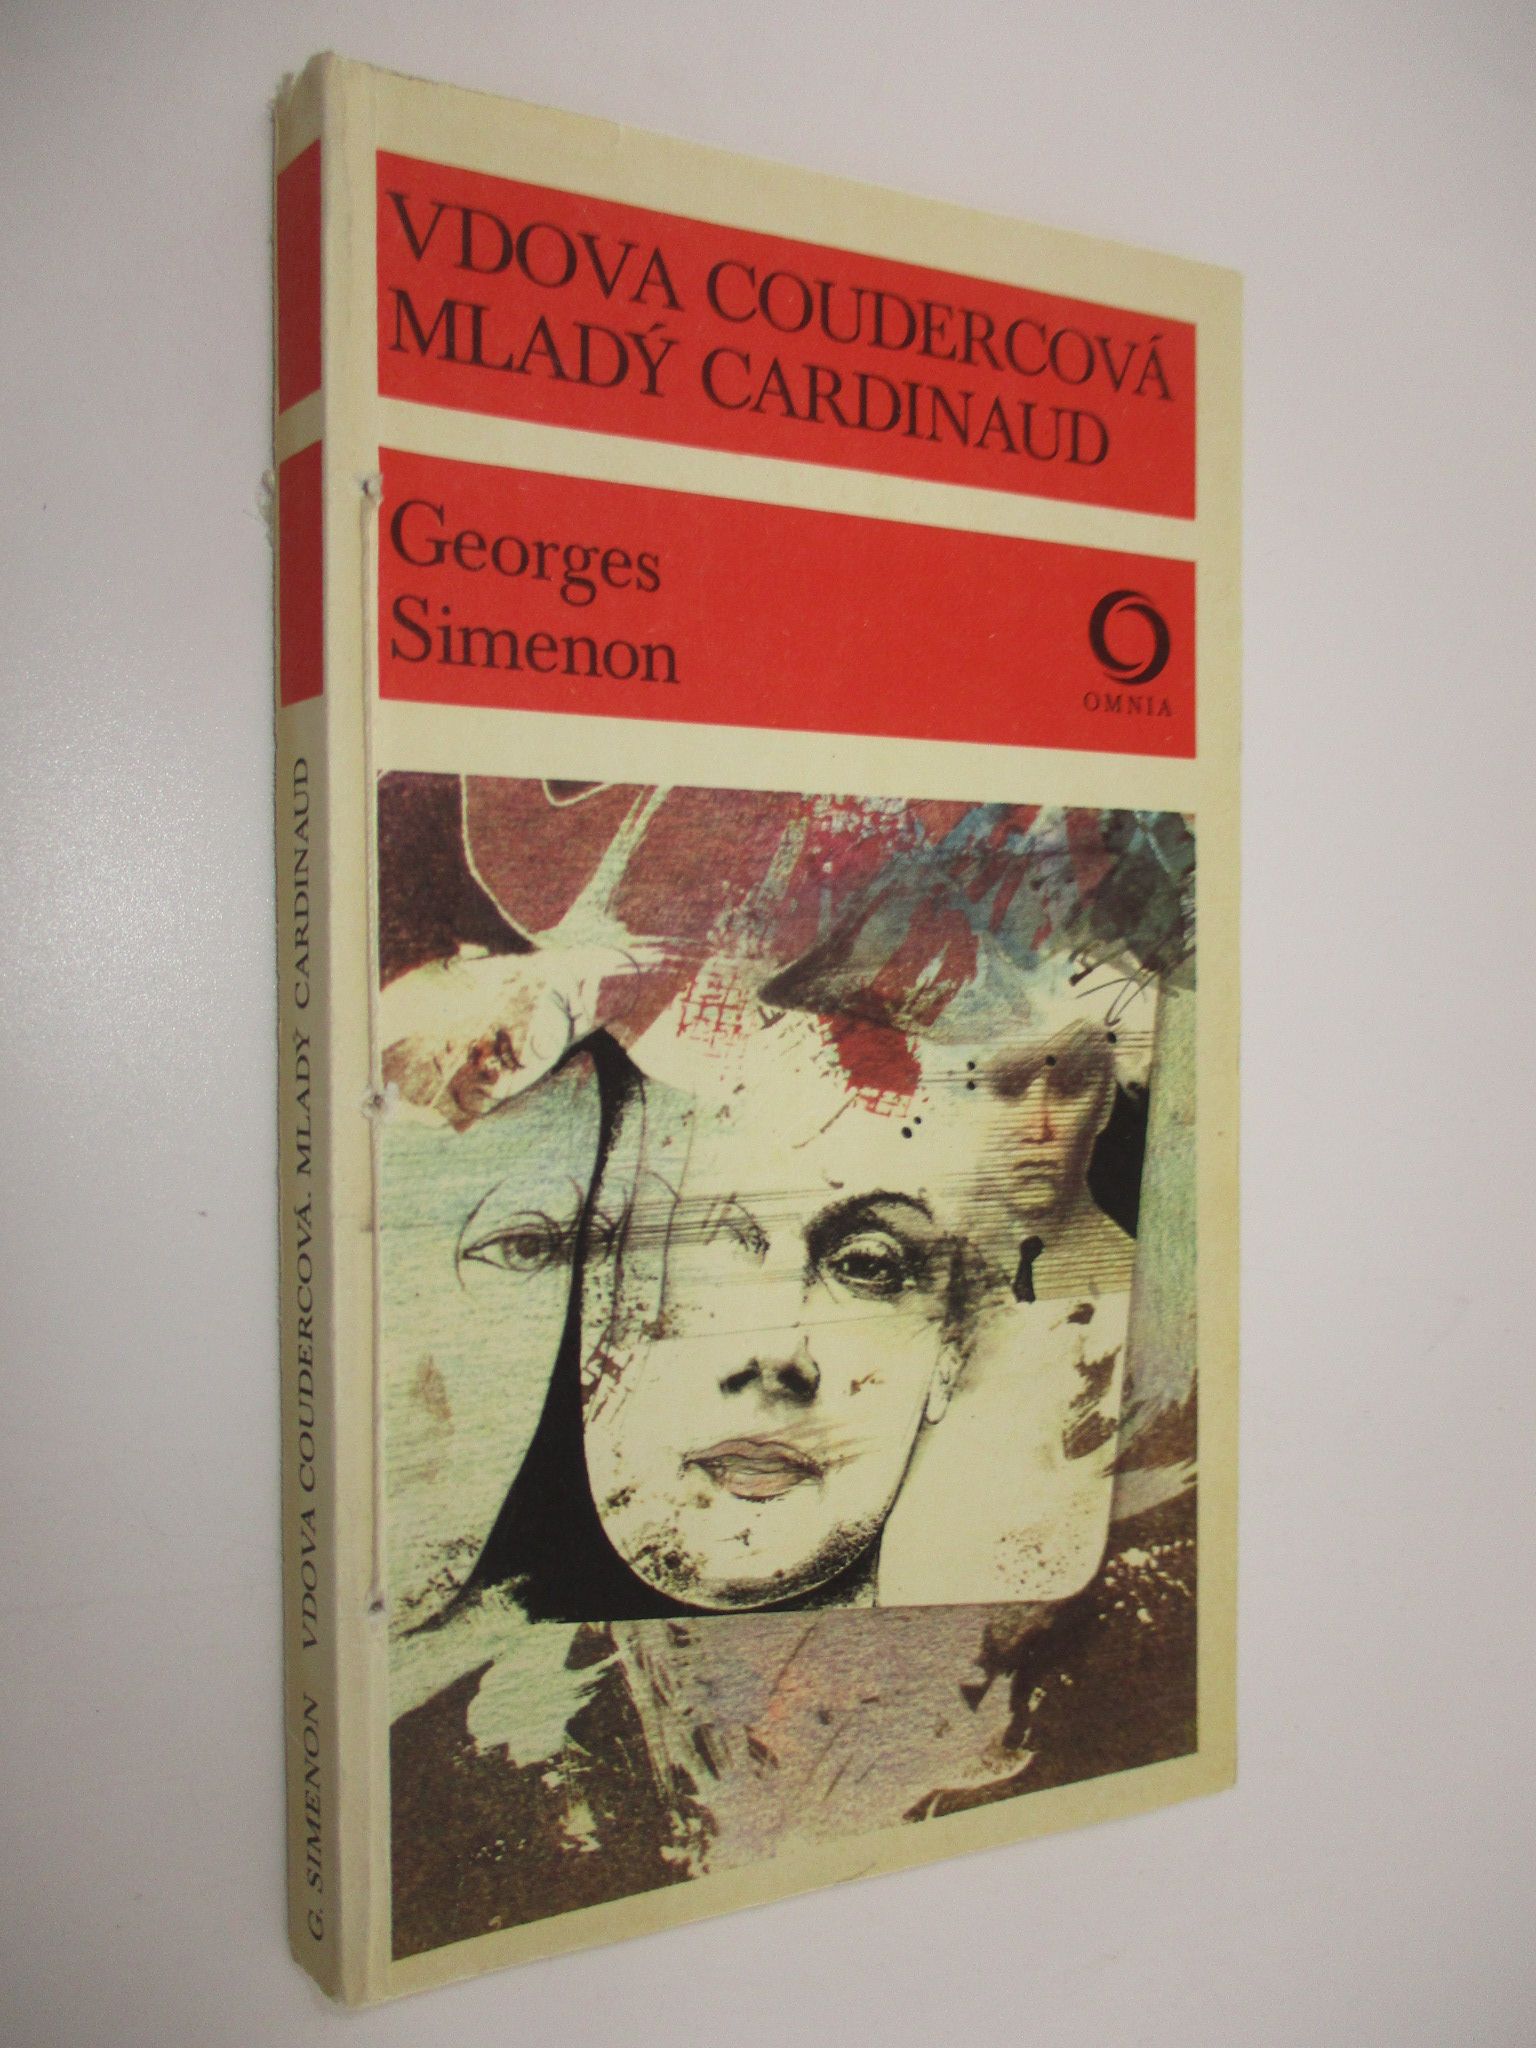 VDOVA COUDERCOVÁ
MLADÝ CARDINAUD
Georges
Simenon
OMNIA
G. SIMENON VDOVA COUDERCOVÁ. MLADÝ CARDINAUD